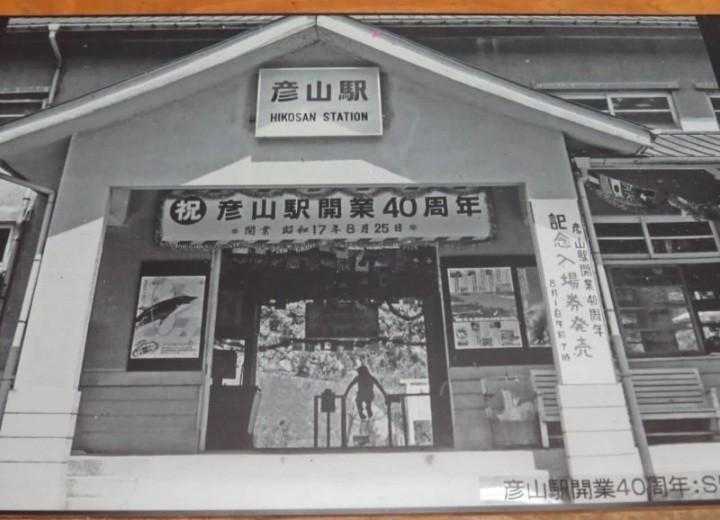 彦山駅
HIKOSAN STATION
祝 彦山駅開業40周年
開業 昭和17年8月25日
彦山駅開業40周年
記念入場券発売
彦山駅開業40周年:S